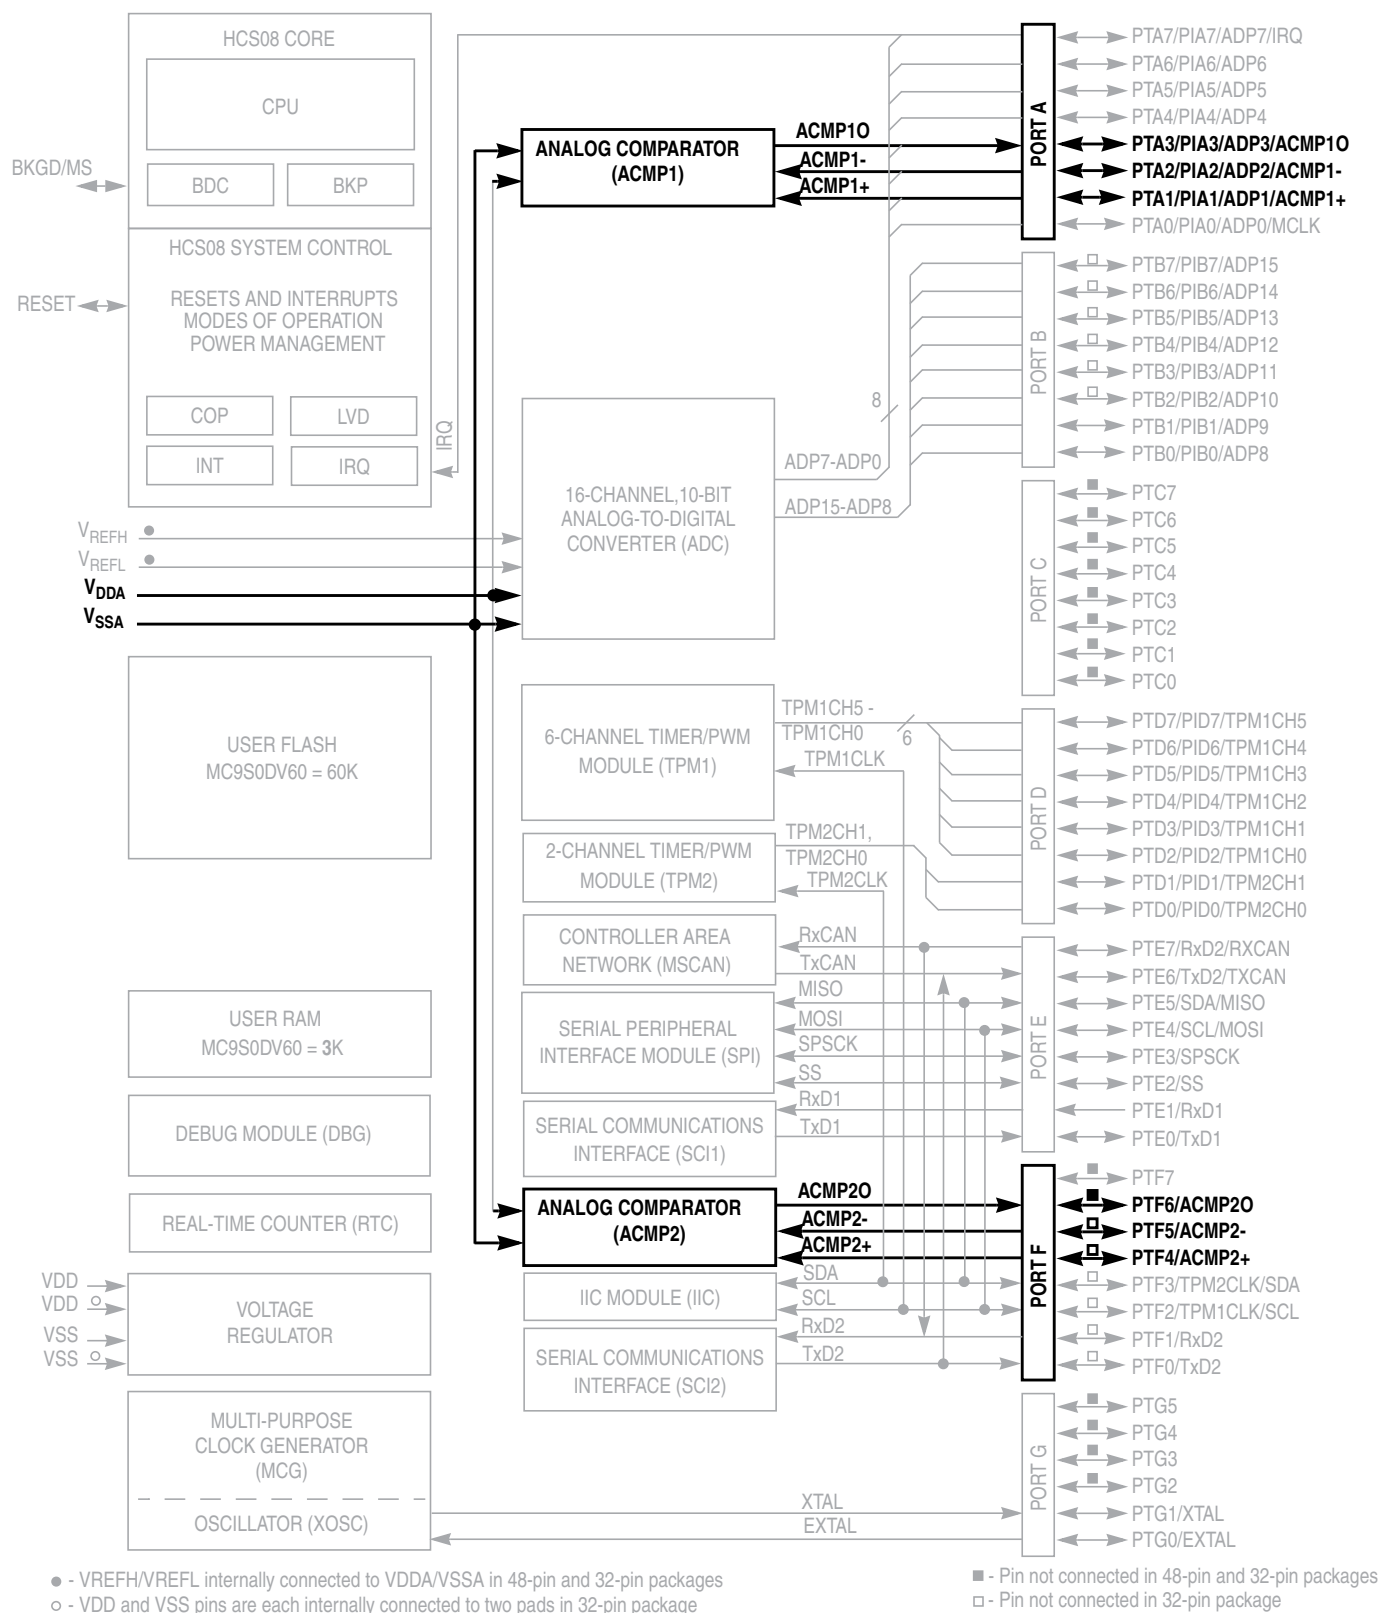 HCS08 CORE
CPU
BKGD/MS
BDC
BKP
HCS08 SYSTEM CONTROL
RESET
RESETS AND INTERRUPTS
MODES OF OPERATION
POWER MANAGEMENT
COP
LVD
INT
IRQ
IRQ
VREFH
VREFL
VDDA
VSSA
USER FLASH
MC9S0DV60 = 60K
USER RAM
MC9S0DV60 = 3K
DEBUG MODULE (DBG)
REAL-TIME COUNTER (RTC)
VDD
VDD
VSS
VSS
VOLTAGE
REGULATOR
MULTI-PURPOSE
CLOCK GENERATOR
(MCG)
OSCILLATOR (XOSC)
ANALOG COMPARATOR
(ACMP1)
ACMP1O
ACMP1-
ACMP1+
16-CHANNEL,10-BIT
ANALOG-TO-DIGITAL
CONVERTER (ADC)
8
ADP7-ADP0
ADP15-ADP8
6-CHANNEL TIMER/PWM
MODULE (TPM1)
TPM1CH5 -
TPM1CH0
6
TPM1CLK
2-CHANNEL TIMER/PWM
MODULE (TPM2)
TPM2CH1,
TPM2CH0
TPM2CLK
CONTROLLER AREA
NETWORK (MSCAN)
RxCAN
TxCAN
SERIAL PERIPHERAL
INTERFACE MODULE (SPI)
MISO
MOSI
SPSCK
SS
SERIAL COMMUNICATIONS
INTERFACE (SCI1)
RxD1
TxD1
ANALOG COMPARATOR
(ACMP2)
ACMP2O
ACMP2-
ACMP2+
IIC MODULE (IIC)
SDA
SCL
SERIAL COMMUNICATIONS
INTERFACE (SCI2)
RxD2
TxD2
XTAL
EXTAL
PORT A
PTA7/PIA7/ADP7/IRQ
PTA6/PIA6/ADP6
PTA5/PIA5/ADP5
PTA4/PIA4/ADP4
PTA3/PIA3/ADP3/ACMP1O
PTA2/PIA2/ADP2/ACMP1-
PTA1/PIA1/ADP1/ACMP1+
PTA0/PIA0/ADP0/MCLK
PORT B
PTB7/PIB7/ADP15
PTB6/PIB6/ADP14
PTB5/PIB5/ADP13
PTB4/PIB4/ADP12
PTB3/PIB3/ADP11
PTB2/PIB2/ADP10
PTB1/PIB1/ADP9
PTB0/PIB0/ADP8
PORT C
PTC7
PTC6
PTC5
PTC4
PTC3
PTC2
PTC1
PTC0
PORT D
PTD7/PID7/TPM1CH5
PTD6/PID6/TPM1CH4
PTD5/PID5/TPM1CH3
PTD4/PID4/TPM1CH2
PTD3/PID3/TPM1CH1
PTD2/PID2/TPM1CH0
PTD1/PID1/TPM2CH1
PTD0/PID0/TPM2CH0
PORT E
PTE7/RxD2/RXCAN
PTE6/TxD2/TXCAN
PTE5/SDA/MISO
PTE4/SCL/MOSI
PTE3/SPSCK
PTE2/SS
PTE1/RxD1
PTE0/TxD1
PORT F
PTF7
PTF6/ACMP2O
PTF5/ACMP2-
PTF4/ACMP2+
PTF3/TPM2CLK/SDA
PTF2/TPM1CLK/SCL
PTF1/RxD2
PTF0/TxD2
PORT G
PTG5
PTG4
PTG3
PTG2
PTG1/XTAL
PTG0/EXTAL
● - VREFH/VREFL internally connected to VDDA/VSSA in 48-pin and 32-pin packages
○ - VDD and VSS pins are each internally connected to two pads in 32-pin package
■ - Pin not connected in 48-pin and 32-pin packages
□ - Pin not connected in 32-pin package